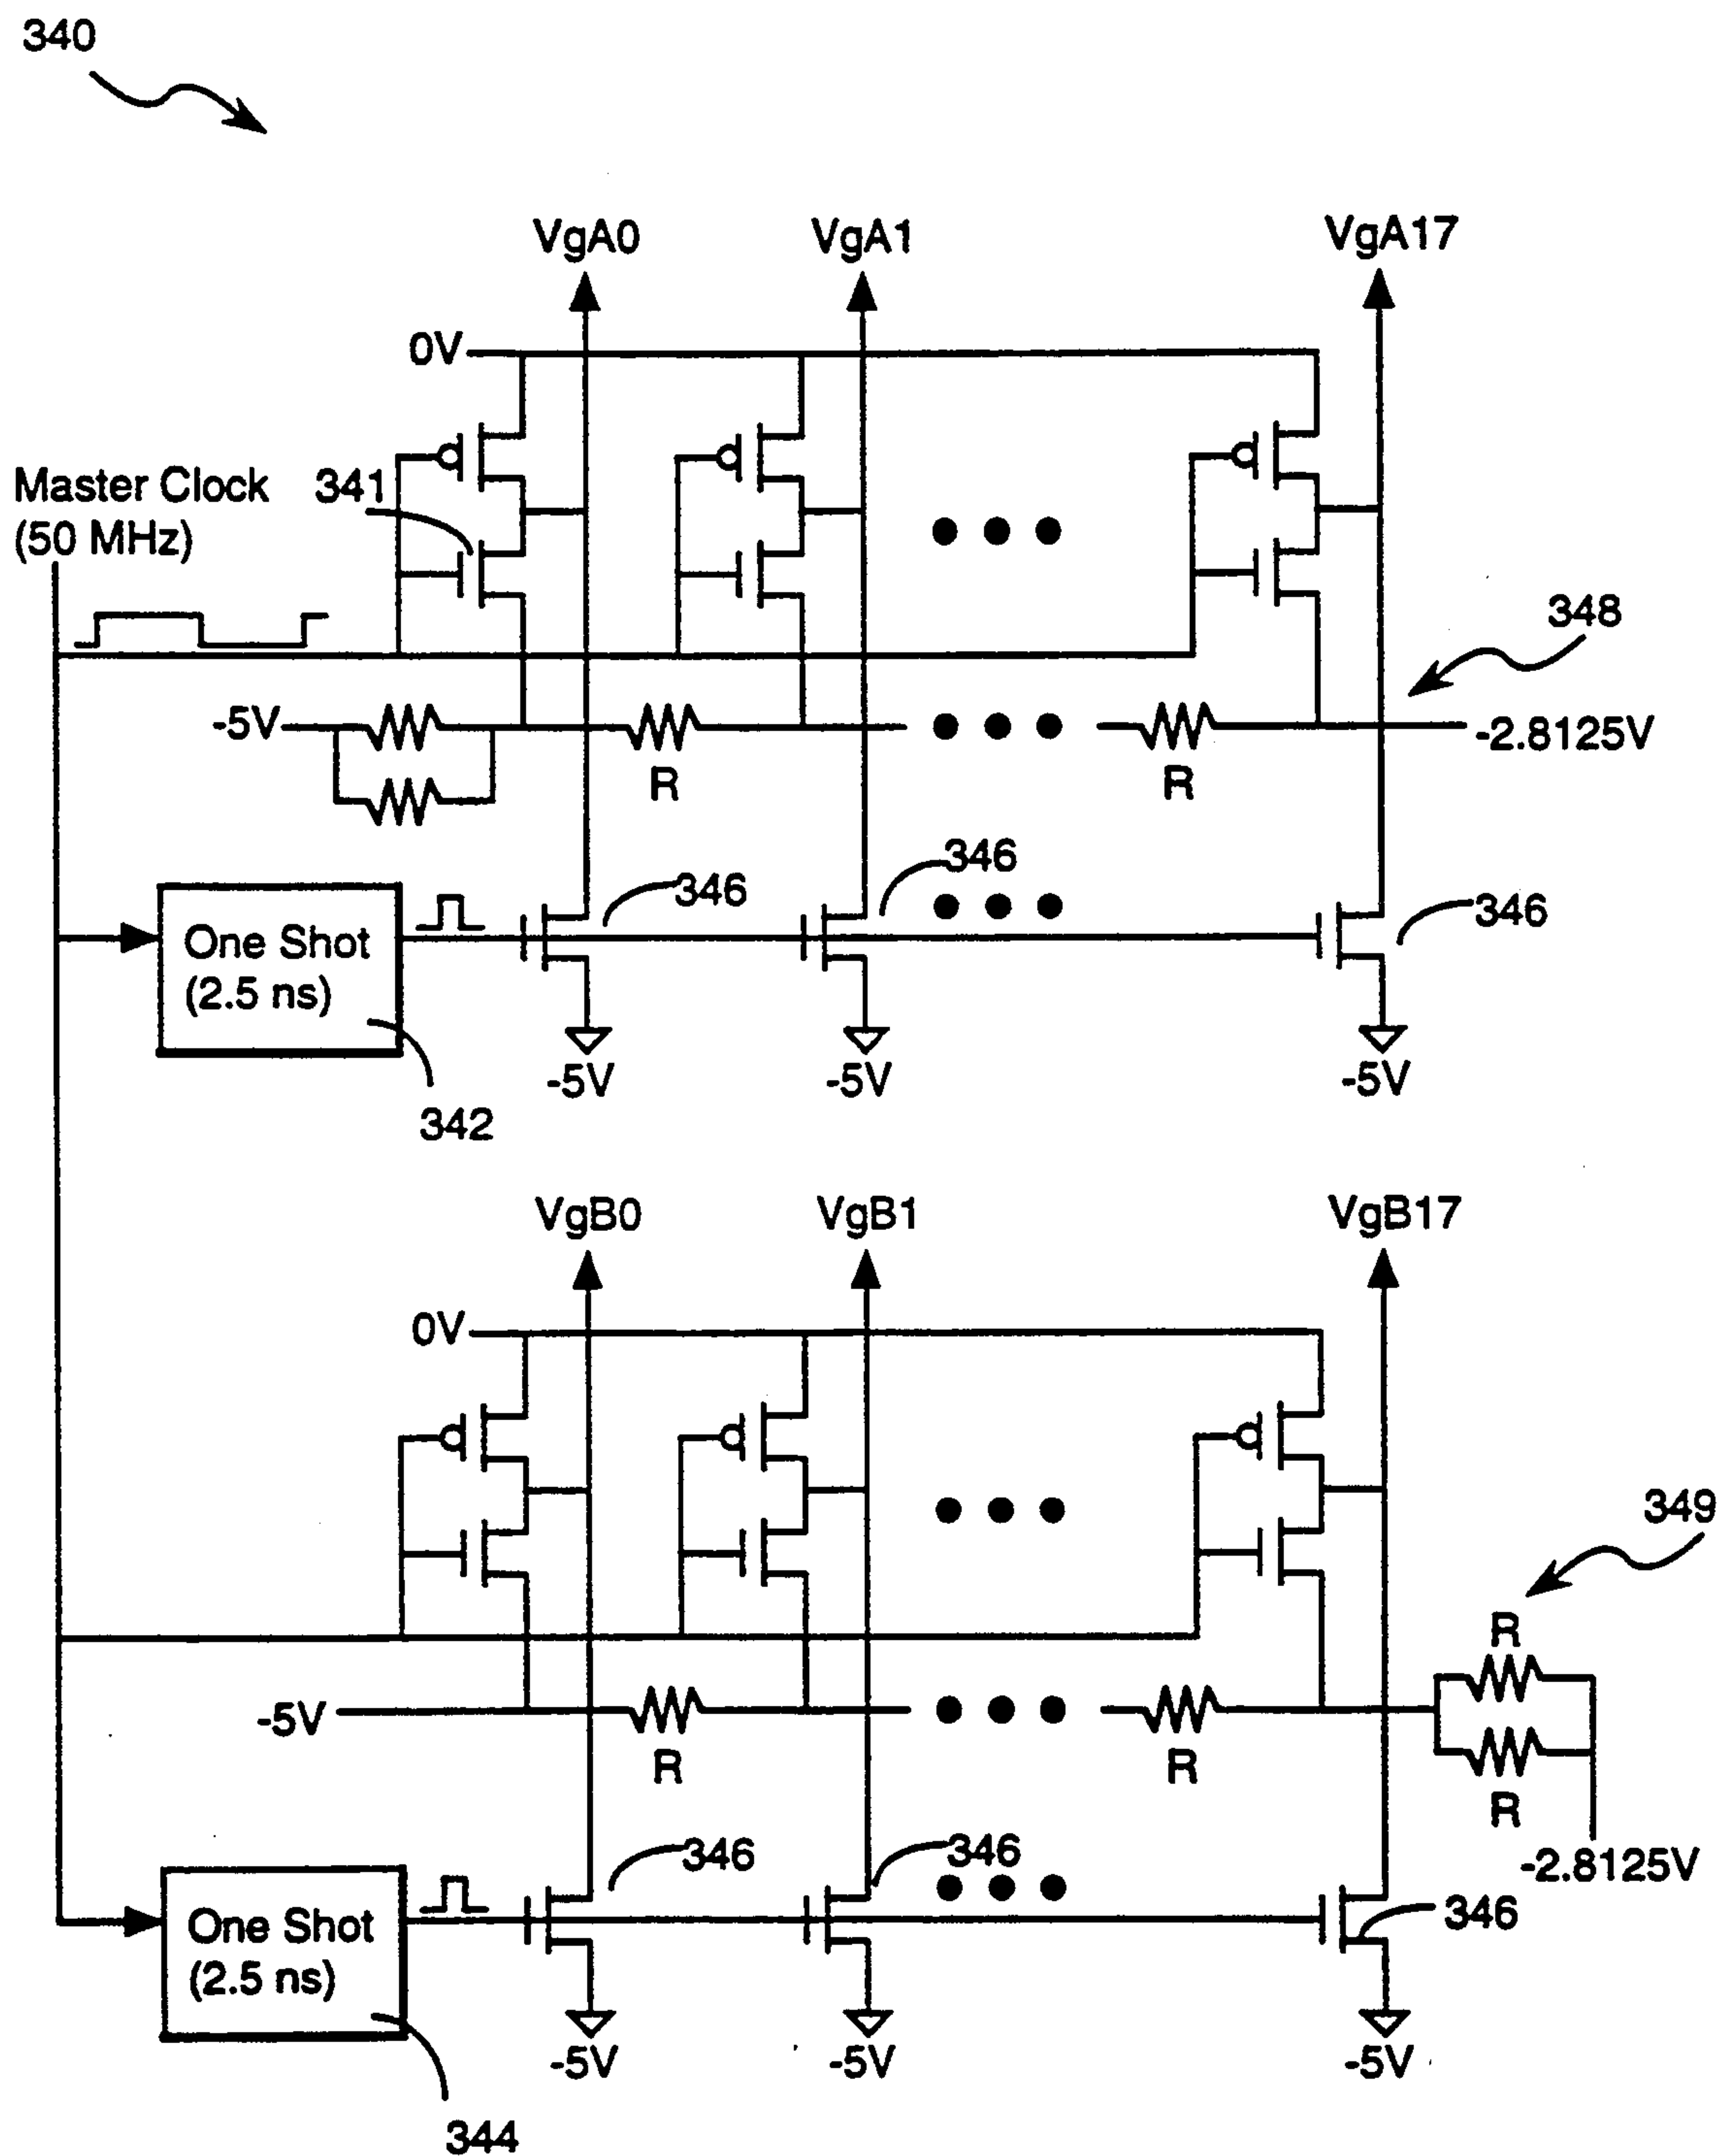 340
VgA0 VgA1 VgA17
0V
Master Clock
(50 MHz)
341
348
-5V
R R
-2.8125V
346 346 346
One Shot
(2.5 ns)
-5V -5V -5V
342
VgB0 VgB1 VgB17
0V
349
R
-5V
R R
R
-2.8125V
346 346 346
One Shot
(2.5 ns)
-5V -5V -5V
344